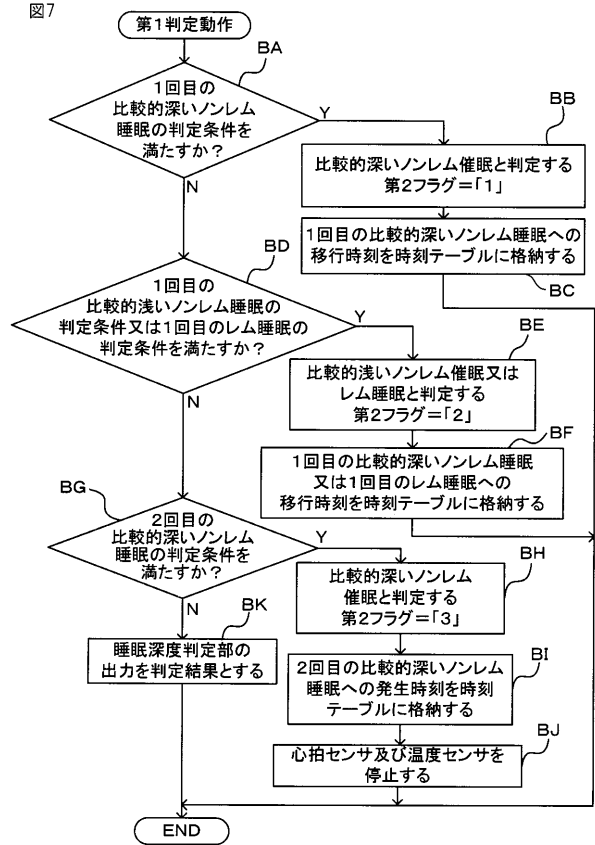 図7
第1判定動作
BA
1回目の
比較的深いノンレム
睡眠の判定条件を
満たすか?
Y
N
BB
比較的深いノンレム催眠と判定する
第2フラグ=「1」
1回目の比較的深いノンレム睡眠への
移行時刻を時刻テーブルに格納する
BC
BD
1回目の
比較的浅いノンレム睡眠の
判定条件又は1回目のレム睡眠の
判定条件を満たすか?
Y
N
BE
比較的浅いノンレム催眠又は
レム睡眠と判定する
第2フラグ=「2」
BF
1回目の比較的深いノンレム睡眠
又は1回目のレム睡眠への
移行時刻を時刻テーブルに格納する
BG
2回目の
比較的深いノンレム
睡眠の判定条件を
満たすか?
Y
N
BH
比較的深いノンレム
催眠と判定する
第2フラグ=「3」
BK
睡眠深度判定部の
出力を判定結果とする
BI
2回目の比較的深いノンレム
睡眠への発生時刻を時刻
テーブルに格納する
BJ
心拍センサ及び温度センサを
停止する
END